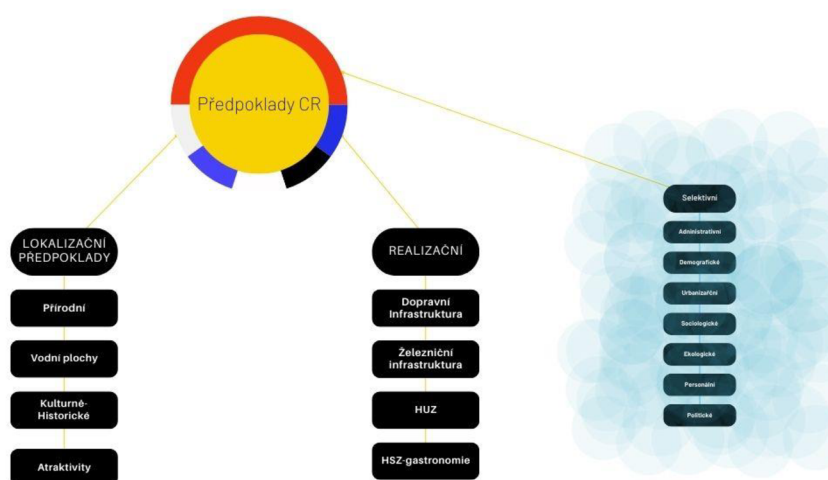 Předpoklady CR
LOKALIZAČNÍ
PŘEDPOKLADY
Přírodní
Vodní plochy
Kulturně-
Historické
Atraktivity
REALIZAČNÍ
Dopravní
Infrastruktura
Železniční
infrastruktura
HUZ
HSZ-gastronomie
Selektivní
Administrativní
Demografické
Urbanizařční
Sociologické
Ekologické
Personální
Politické